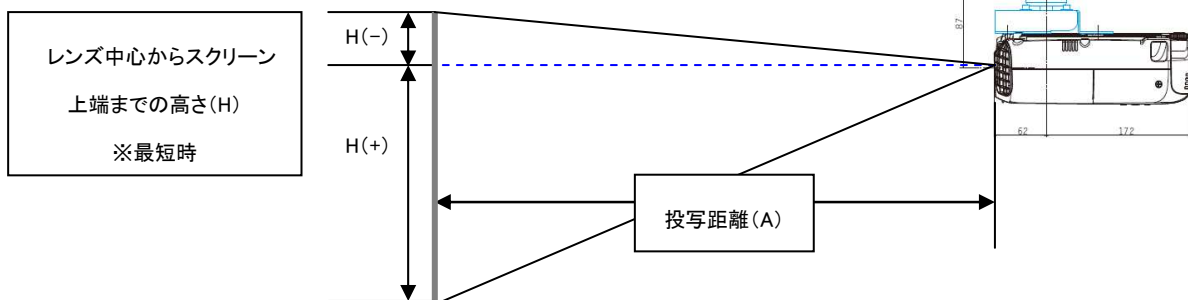 レンズ中心からスクリーン
上端までの高さ(H)
※最短時
H(−)
H(+)
投写距離(A)
87
62
172